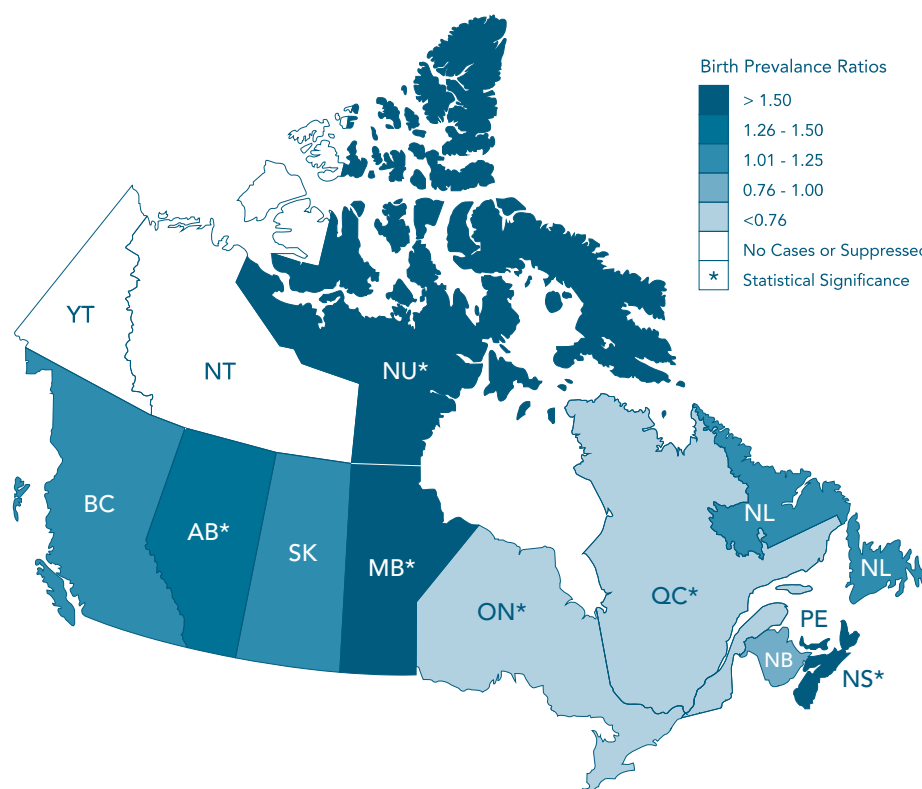 Birth Prevalance Ratios
> 1.50
1.26 - 1.50
1.01 - 1.25
0.76 - 1.00
<0.76
No Cases or Suppressed
* Statistical Significance
YT
NT
NU*
BC
AB*
SK
MB*
ON*
QC*
NL
NL
PE
NB
NS*